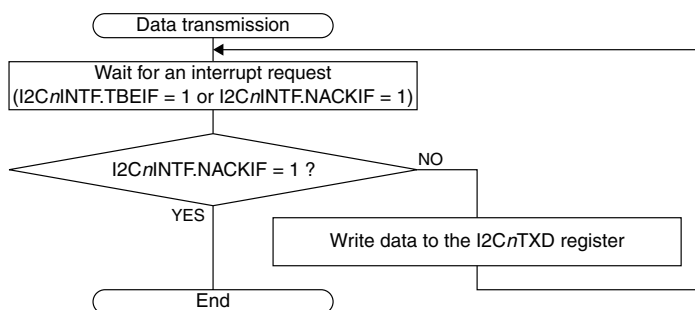 Data transmission
Wait for an interrupt request
(I2CnINTF.TBEIF = 1 or I2CnINTF.NACKIF = 1)
I2CnINTF.NACKIF = 1 ?
NO
YES
Write data to the I2CnTXD register
End